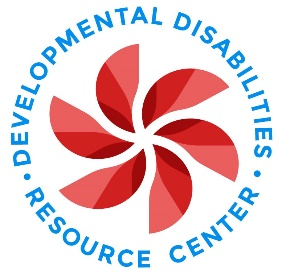 DEVELOPMENTAL DISABILITIES
• RESOURCE CENTER •